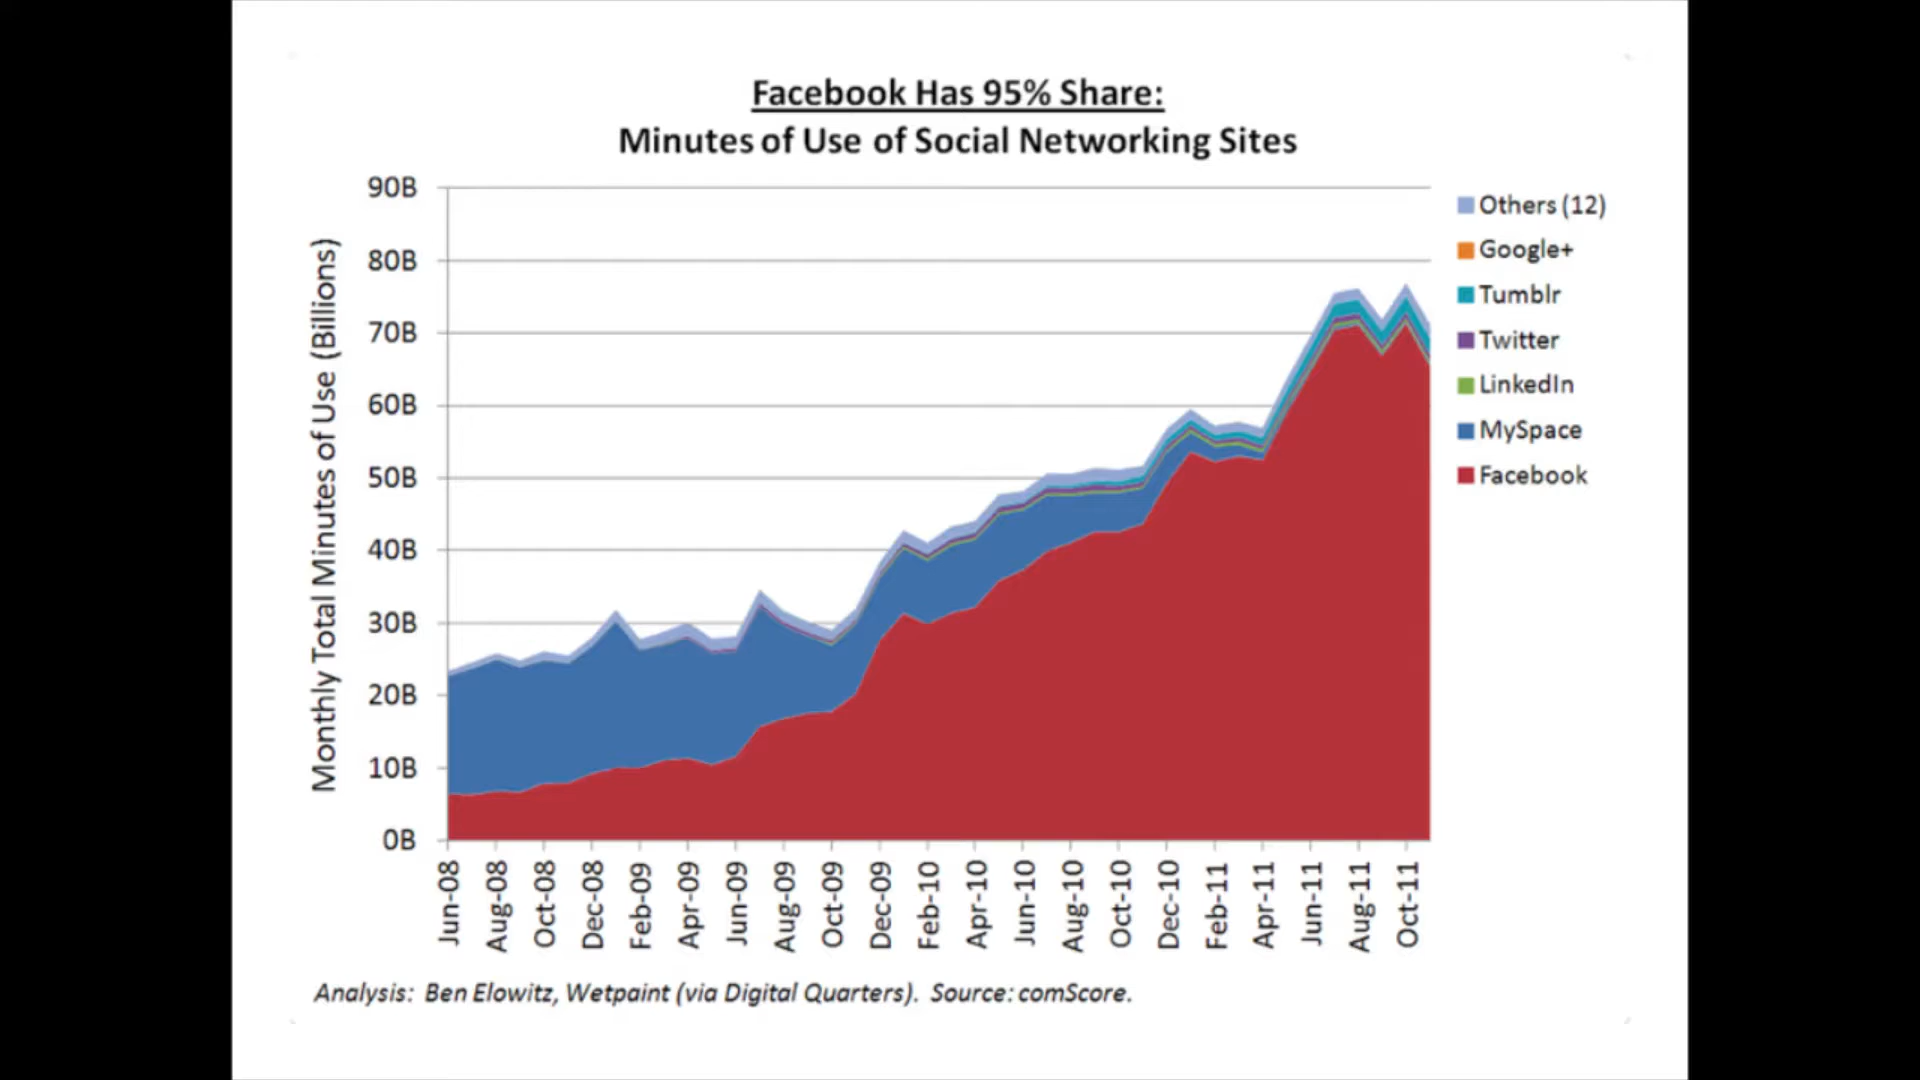 Facebook Has 95% Share:
Minutes of Use of Social Networking Sites
Monthly Total Minutes of Use (Billions)
90B
80B
70B
60B
50B
40B
30B
20B
10B
0B
Jun-08
Aug-08
Oct-08
Dec-08
Feb-09
Apr-09
Jun-09
Aug-09
Oct-09
Dec-09
Feb-10
Apr-10
Jun-10
Aug-10
Oct-10
Dec-10
Feb-11
Apr-11
Jun-11
Aug-11
Oct-11
Others (12)
Google+
Tumblr
Twitter
LinkedIn
MySpace
Facebook
Analysis: Ben Elowitz, Wetpaint (via Digital Quarters). Source: comScore.